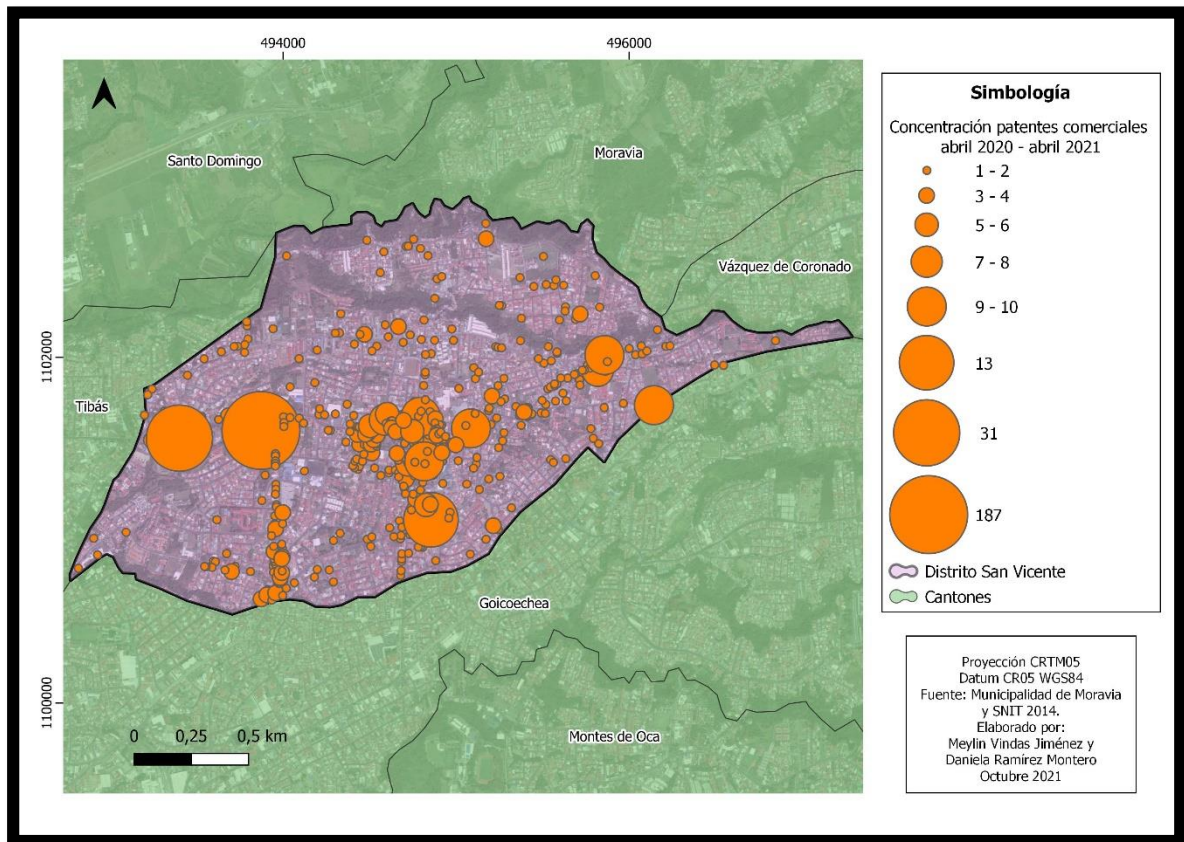 494000
496000
1102000
1100000
Santo Domingo
Moravia
Vázquez de Coronado
Tibás
Goicoechea
Montes de Oca
0 0,25 0,5 km
Simbología
Concentración patentes comerciales
abril 2020 - abril 2021
1 - 2
3 - 4
5 - 6
7 - 8
9 - 10
13
31
187
Distrito San Vicente
Cantones
Proyección CRTM05
Datum CR05 WGS84
Fuente: Municipalidad de Moravia
y SNIT 2014.
Elaborado por:
Meylin Vindas Jiménez y
Daniela Ramírez Montero
Octubre 2021